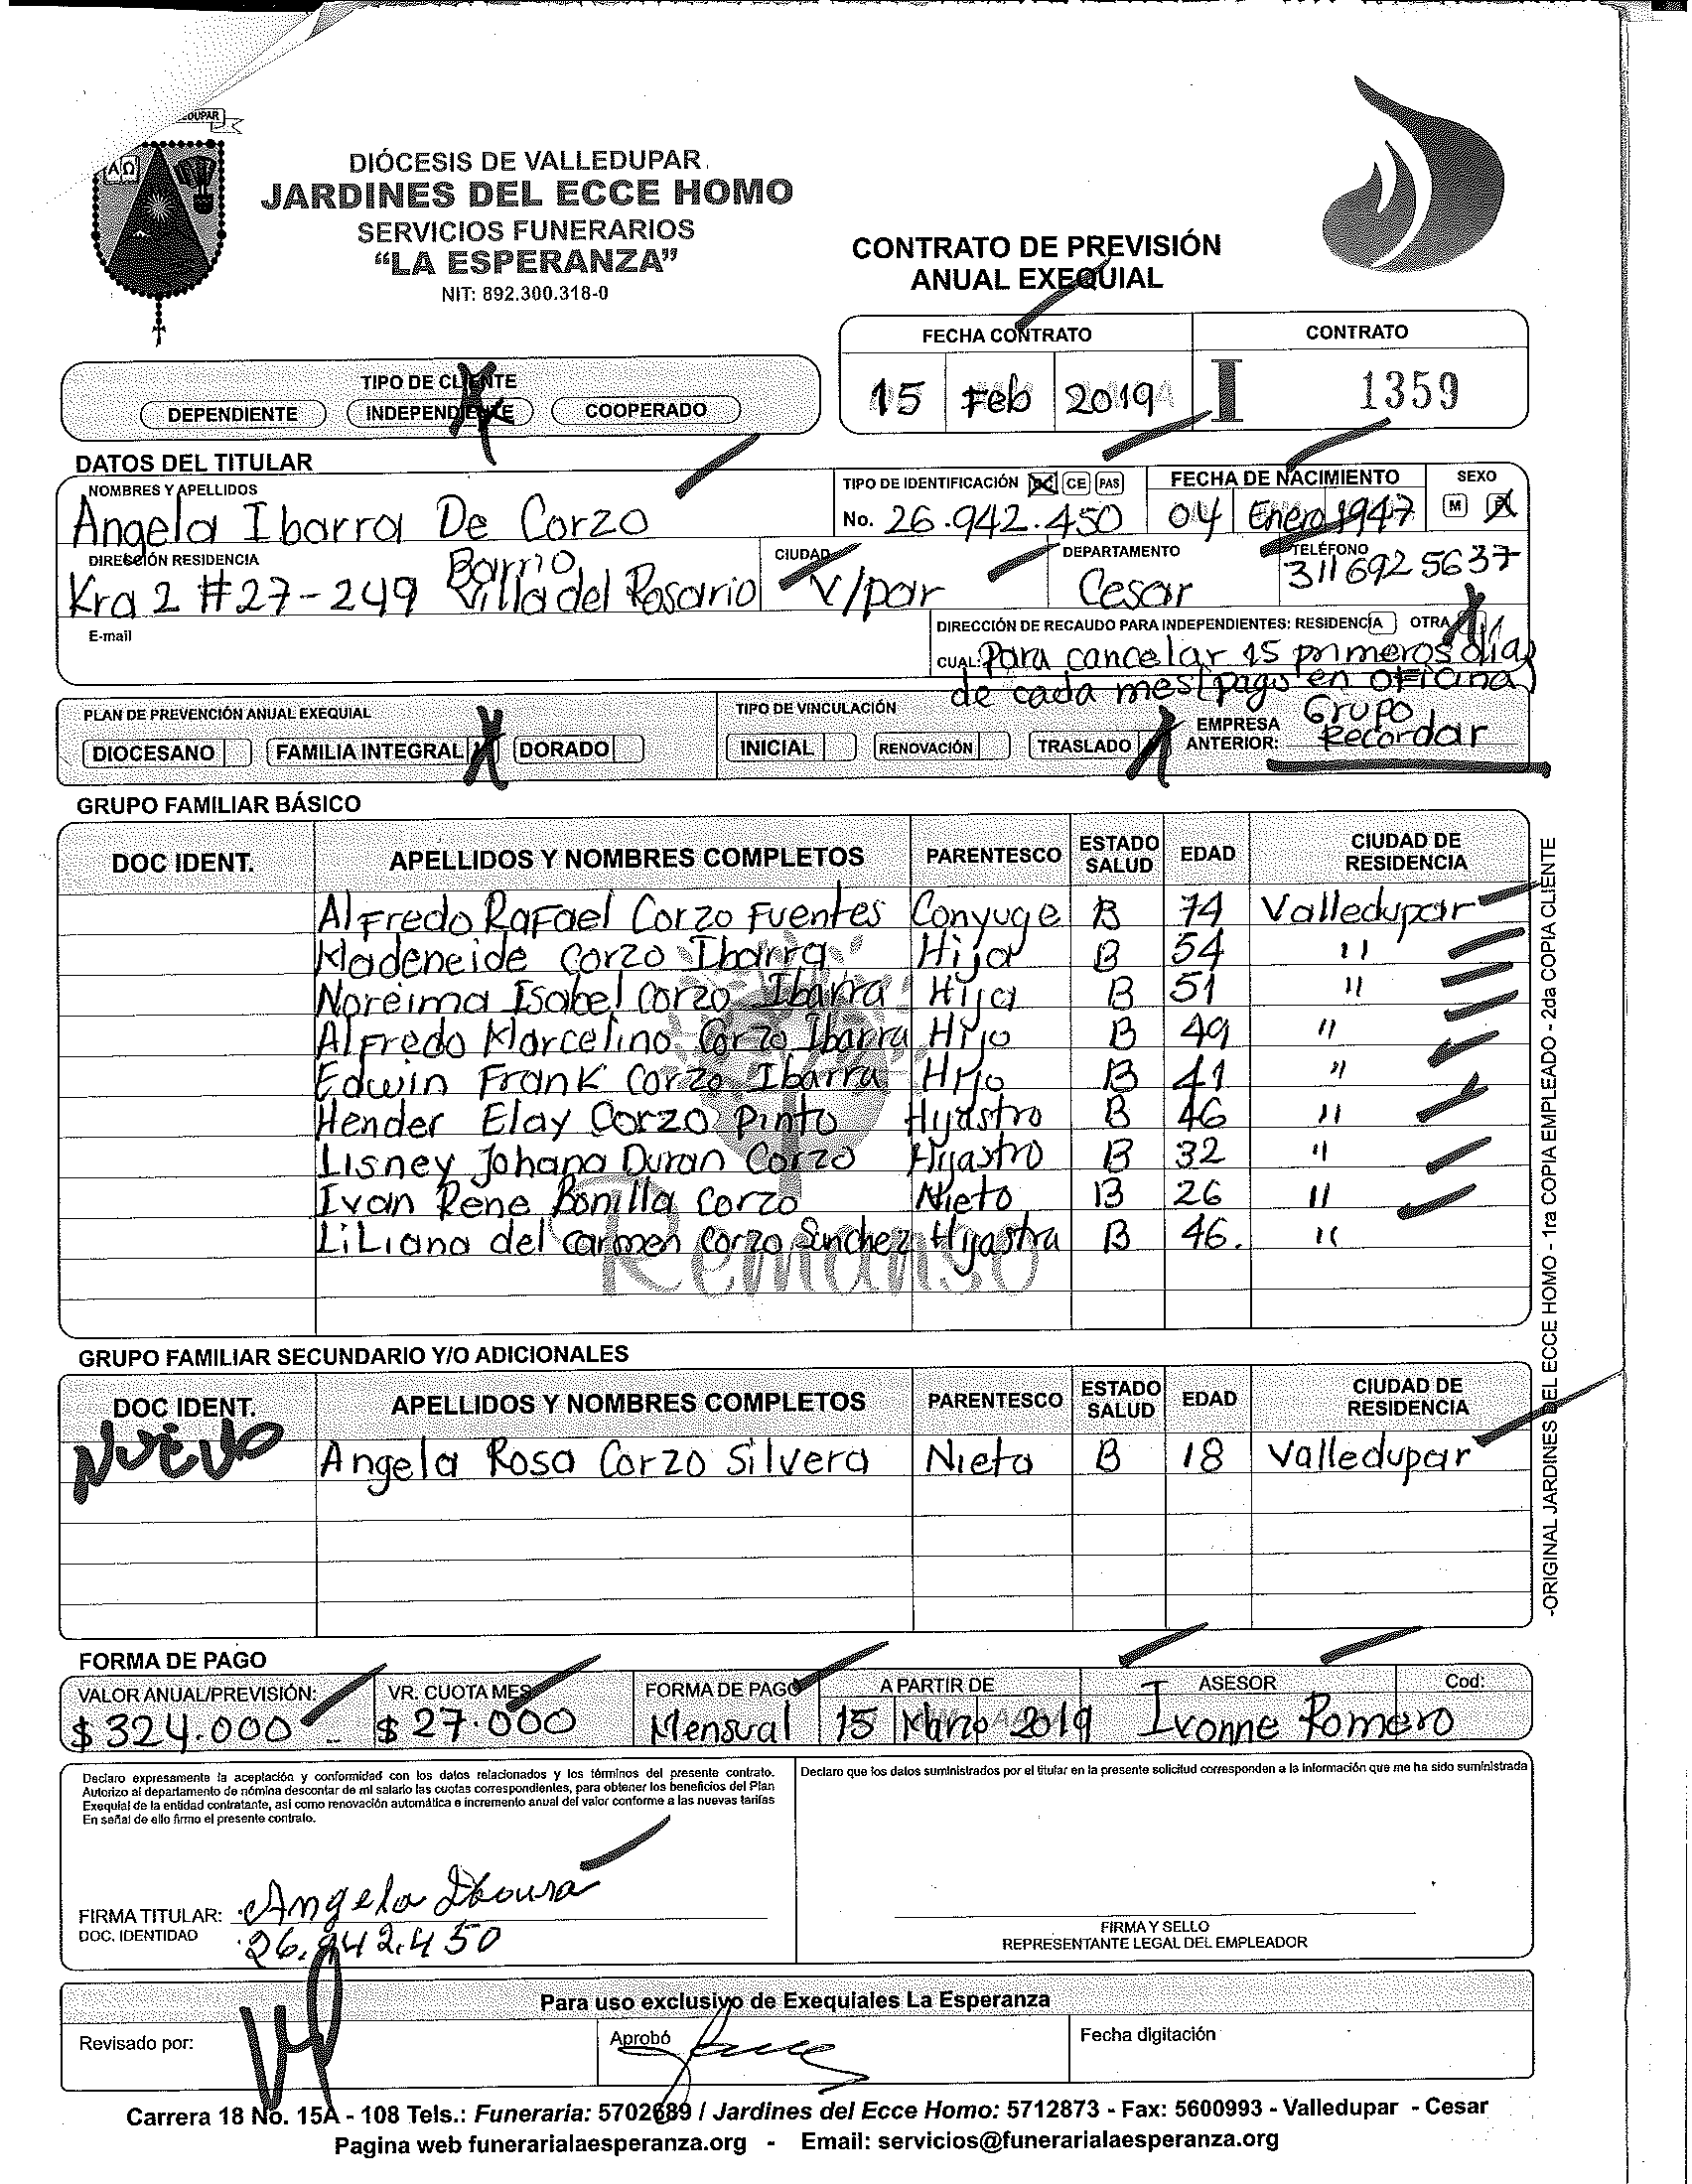 DUPAR
ΑΩ
DIÓCESIS DE VALLEDUPAR
JARDINES DEL ECCE HOMO
SERVICIOS FUNERARIOS
"LA ESPERANZA"
NIT: 892.300.318-0
CONTRATO DE PREVISIÓN
ANUAL EXEQUIAL
FECHA CONTRATO CONTRATO
15 Feb 2019 I 1359
TIPO DE CLIENTE
DEPENDIENTE INDEPENDIENTE X COOPERADO
DATOS DEL TITULAR
NOMBRES Y APELLIDOS TIPO DE IDENTIFICACIÓN CC CE PAS FECHA DE NACIMIENTO SEXO
Angela Ibarra De Corzo No. 26.942.450 04 Enero 1947 M F
DIRECCIÓN RESIDENCIA CIUDAD DEPARTAMENTO TELÉFONO
Kra 2 #27-249 Barrio Villa del Rosario V/par Cesar 311 692 5637
E-mail DIRECCIÓN DE RECAUDO PARA INDEPENDIENTES: RESIDENCIA OTRA X
CUAL: Para cancelar 15 primeros dias
de cada mes (pago en oficina)
PLAN DE PREVENCIÓN ANUAL EXEQUIAL TIPO DE VINCULACIÓN
DIOCESANO FAMILIA INTEGRAL X DORADO INICIAL RENOVACIÓN TRASLADO X EMPRESA ANTERIOR: Grupo Recordar
GRUPO FAMILIAR BÁSICO
DOC IDENT. APELLIDOS Y NOMBRES COMPLETOS PARENTESCO ESTADO SALUD EDAD CIUDAD DE RESIDENCIA
Alfredo Rafael Corzo Fuentes Conyuge B 74 Valledupar
Madeneide Corzo Ibarra Hija B 54 "
Noreima Isabel Corzo Ibarra Hija B 51 "
Alfredo Marcelino Corzo Ibarra Hijo B 49 "
Edwin Frank Corzo Ibarra Hijo B 41 "
Hender Elay Corzo Pinto Hijastro B 46 "
Lisney Johana Duran Corzo Hijastro B 32 "
Ivan Rene Bonilla Corzo Nieto B 26 "
Liliana del Carmen Corzo Sanchez Hijastra B 46. "
Remanso
GRUPO FAMILIAR SECUNDARIO Y/O ADICIONALES
DOC IDENT. APELLIDOS Y NOMBRES COMPLETOS PARENTESCO ESTADO SALUD EDAD CIUDAD DE RESIDENCIA
Nuevo Angela Rosa Corzo Silvera Nieta B 18 Valledupar
-ORIGINAL JARDINES DEL ECCE HOMO - 1ra COPIA EMPLEADO - 2da COPIA CLIENTE
FORMA DE PAGO
VALOR ANUAL/PREVISIÓN: VR. CUOTA MES FORMA DE PAGO A PARTIR DE ASESOR Cod:
$ 324.000 $ 27.000 Mensual 15 Marzo 2019 Ivonne Romero
Declaro expresamente la aceptación y conformidad con los datos relacionados y los términos del presente contrato.
Autorizo al departamento de nómina descontar de mi salario las cuotas correspondientes, para obtener los beneficios del Plan
Exequial de la entidad contratante, asi como renovación automática e incremento anual del valor conforme a las nuevas tarifas
En señal de ello firmo el presente contrato.
Declaro que los datos suministrados por el titular en la presente solicitud corresponden a la información que me ha sido suministrada
FIRMA TITULAR: Angela Ibarra
DOC. IDENTIDAD 26.942.450
FIRMA Y SELLO
REPRESENTANTE LEGAL DEL EMPLEADOR
Para uso exclusivo de Exequiales La Esperanza
Revisado por: Aprobó Fecha digitación
Carrera 18 No. 15A - 108 Tels.: Funeraria: 5702689 / Jardines del Ecce Homo: 5712873 - Fax: 5600993 - Valledupar - Cesar
Pagina web funerarialaesperanza.org - Email: servicios@funerarialaesperanza.org